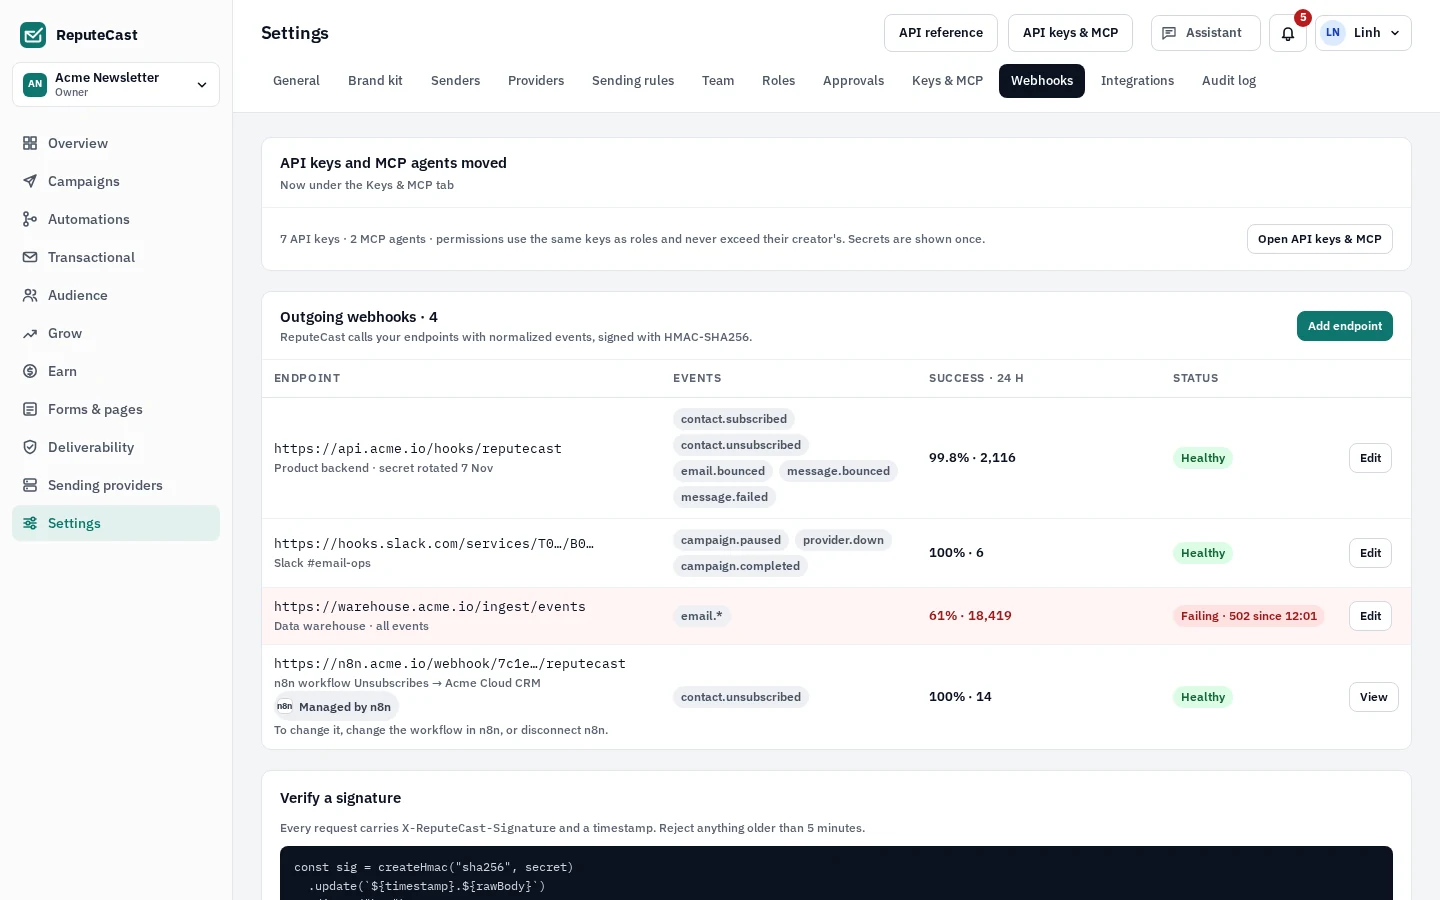 ReputeCast
AN
Acme Newsletter
Owner
Overview
Campaigns
Automations
Transactional
Audience
Grow
Earn
Forms & pages
Deliverability
Sending providers
Settings
Settings
API reference
API keys & MCP
Assistant
5
LN
Linh
General
Brand kit
Senders
Providers
Sending rules
Team
Roles
Approvals
Keys & MCP
Webhooks
Integrations
Audit log
API keys and MCP agents moved
Now under the Keys & MCP tab
7 API keys · 2 MCP agents · permissions use the same keys as roles and never exceed their creator's. Secrets are shown once.
Open API keys & MCP
Outgoing webhooks · 4
ReputeCast calls your endpoints with normalized events, signed with HMAC-SHA256.
Add endpoint
ENDPOINT
EVENTS
SUCCESS · 24 H
STATUS
https://api.acme.io/hooks/reputecast
Product backend · secret rotated 7 Nov
contact.subscribed
contact.unsubscribed
email.bounced
message.bounced
message.failed
99.8% · 2,116
Healthy
Edit
https://hooks.slack.com/services/T0…/B0…
Slack #email-ops
campaign.paused
provider.down
campaign.completed
100% · 6
Healthy
Edit
https://warehouse.acme.io/ingest/events
Data warehouse · all events
email.*
61% · 18,419
Failing · 502 since 12:01
Edit
https://n8n.acme.io/webhook/7c1e…/reputecast
n8n workflow Unsubscribes → Acme Cloud CRM
n8n
Managed by n8n
To change it, change the workflow in n8n, or disconnect n8n.
contact.unsubscribed
100% · 14
Healthy
View
Verify a signature
Every request carries X-ReputeCast-Signature and a timestamp. Reject anything older than 5 minutes.
const sig = createHmac("sha256", secret)
.update(`${timestamp}.${rawBody}`)